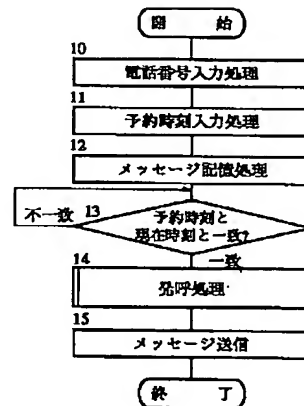 開 始
10
電話番号入力処理
11
予約時刻入力処理
12
メッセージ記憶処理
不一致 13
予約時刻と
現在時刻と一致?
一致
14
発呼処理
15
メッセージ送信
終 了